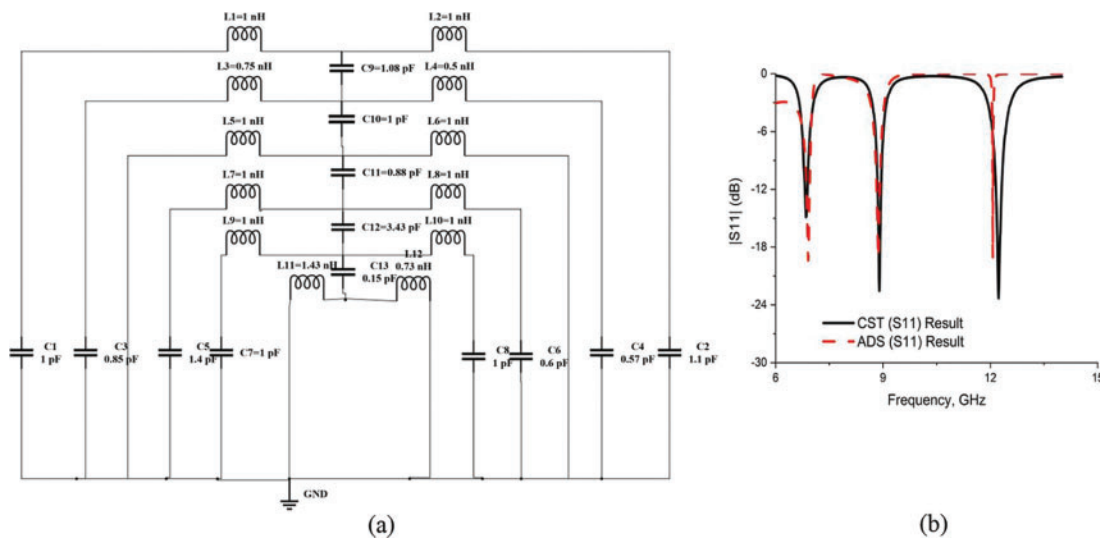 L1=1 nH
L2=1 nH
C9=1.08 pF
L3=0.75 nH
L4=0.5 nH
C10=1 pF
L5=1 nH
L6=1 nH
C11=0.88 pF
L7=1 nH
L8=1 nH
C12=3.43 pF
L9=1 nH
L10=1 nH
L11=1.43 nH
C13
0.15 pF
L12
0.73 nH
C1
1 pF
C3
0.85 pF
C5
1.4 pF
C7=1 pF
C8
1 pF
C6
0.6 pF
C4
0.57 pF
C2
1.1 pF
GND
(a)
|S11| (dB)
0
-6
-12
-18
-24
-30
CST (S11) Result
ADS (S11) Result
6
9
12
15
Frequency, GHz
(b)